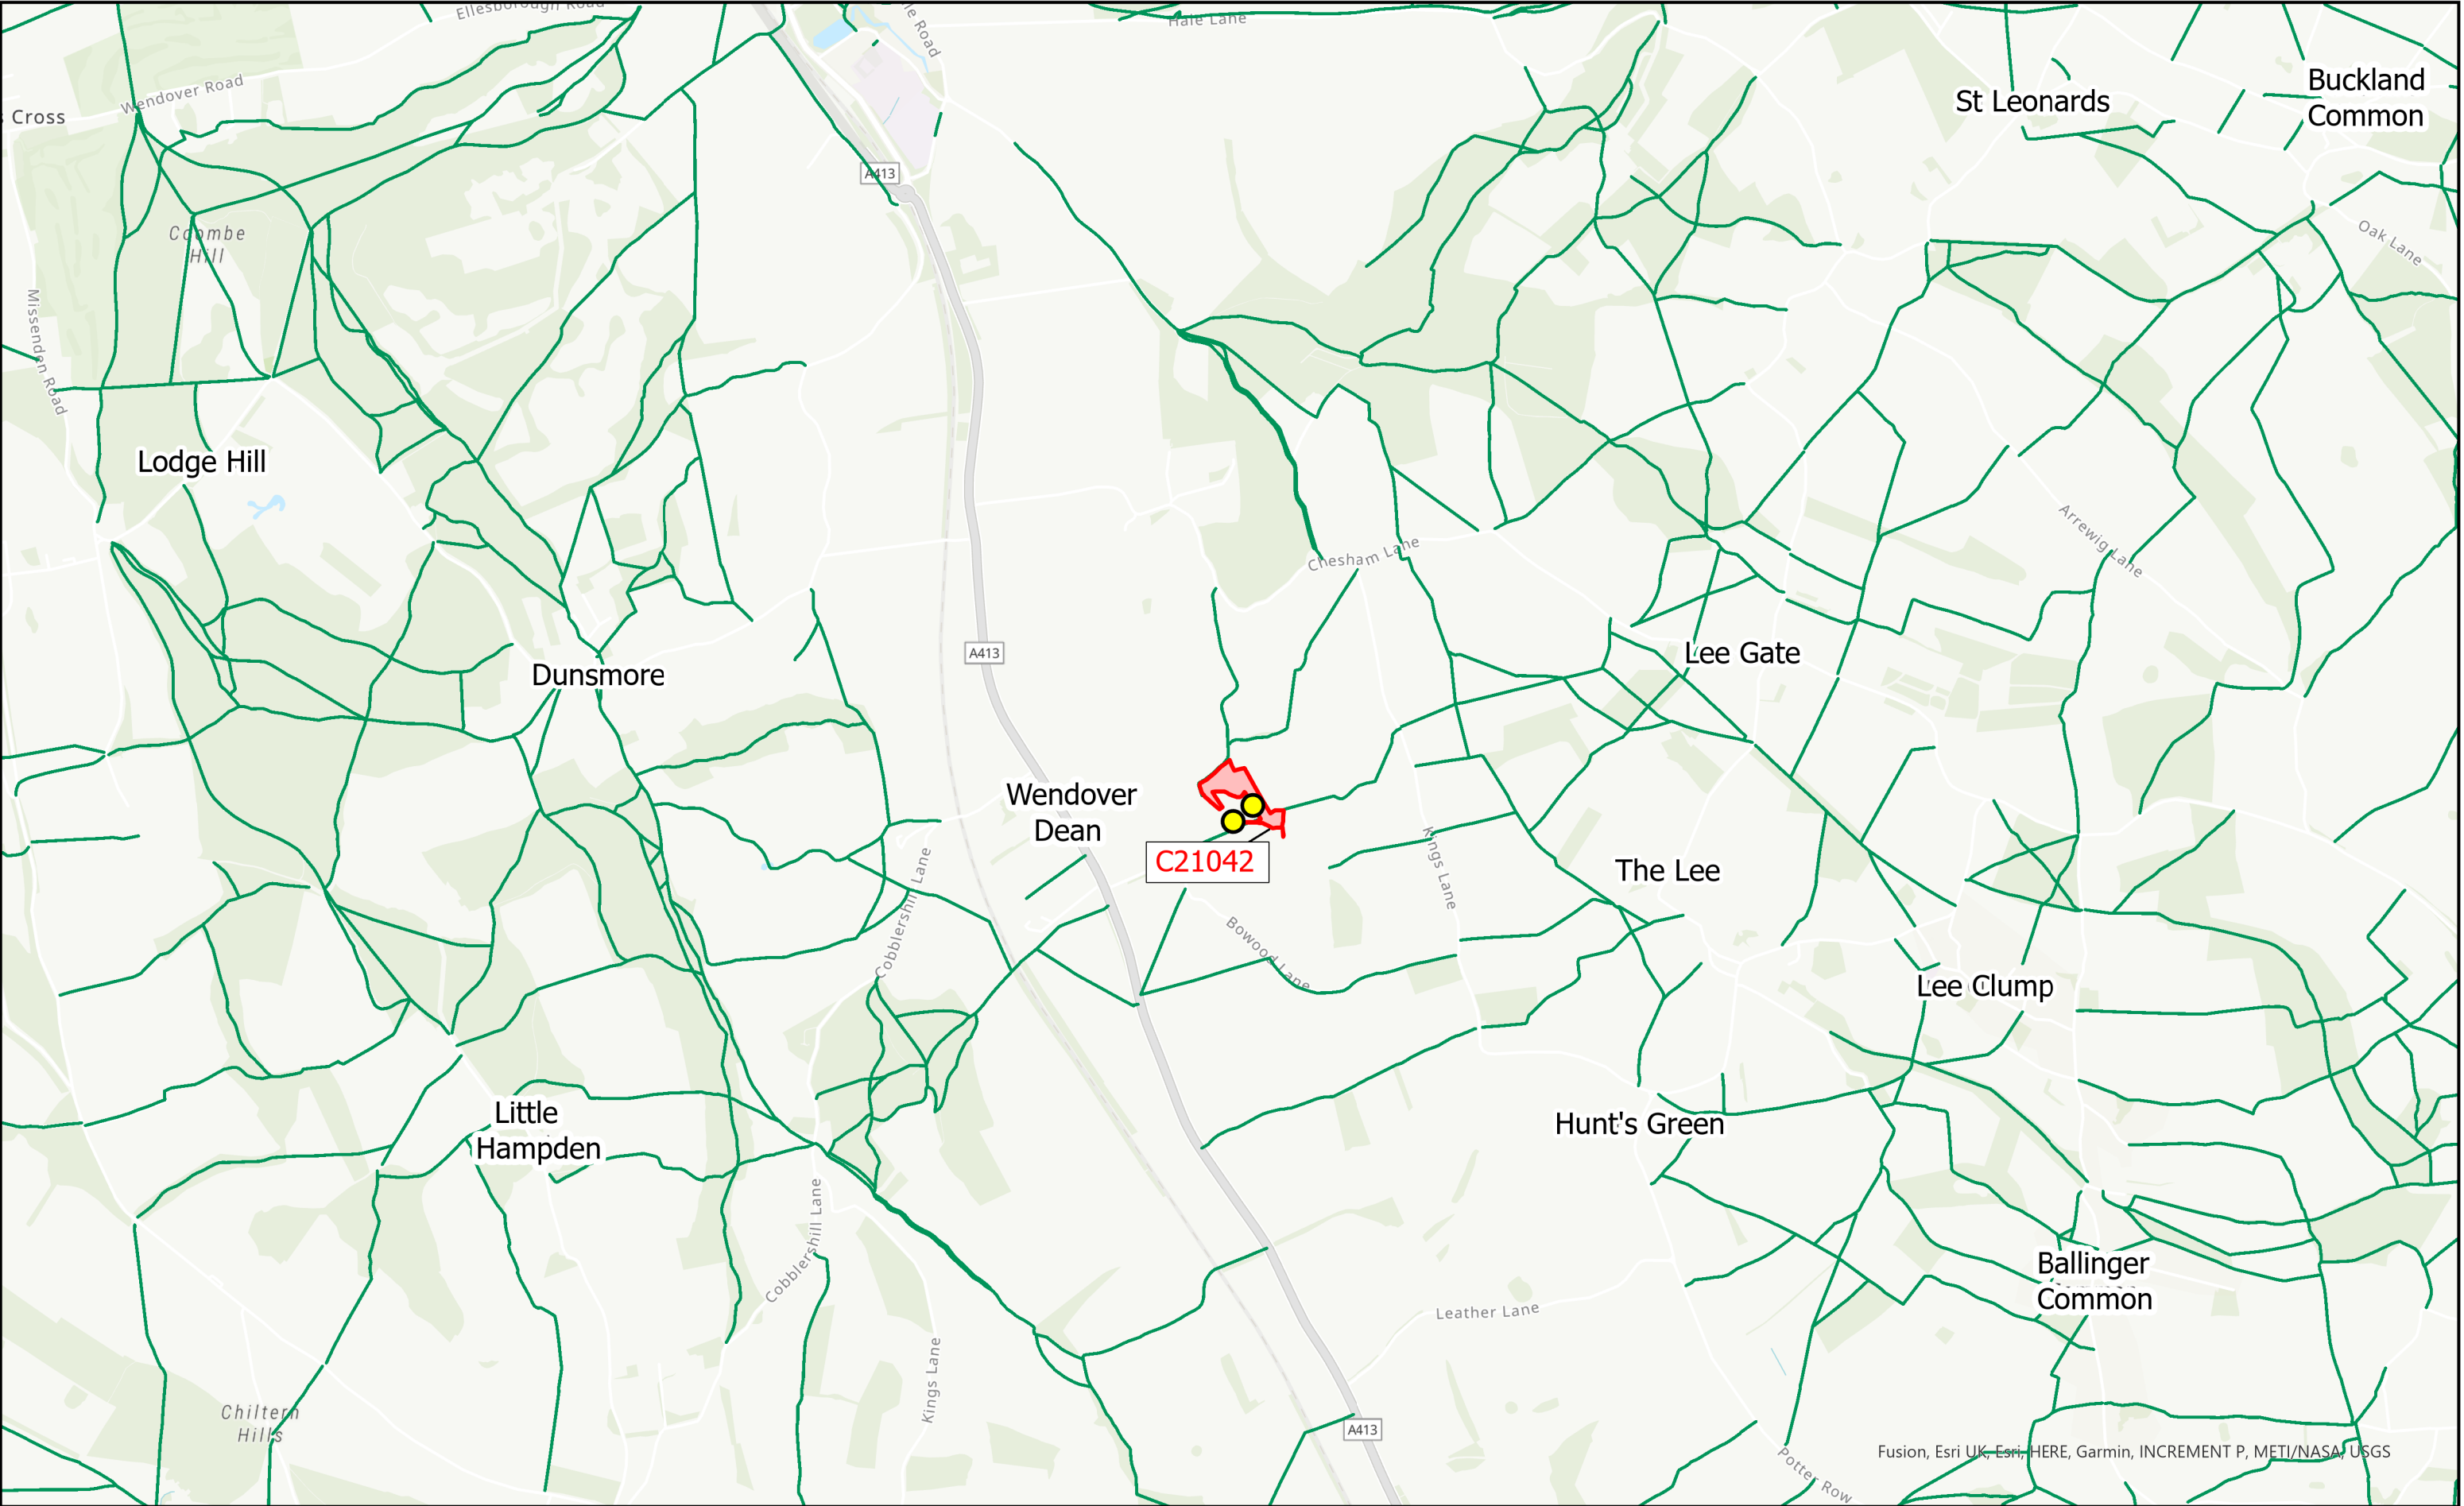 Ellesborough Road
Hale Lane
Wendover Road
Cross
St Leonards
Buckland
Common
A413
Coombe
Hill
Oak Lane
Missenden Road
Lodge Hill
Chesham Lane
Arrewig Lane
A413
Lee Gate
Dunsmore
Wendover
Dean
C21042
Kings Lane
The Lee
Cobblershill Lane
Bowood Lane
Lee Clump
Little
Hampden
Hunt's Green
Cobblershill Lane
Ballinger
Common
Leather Lane
Kings Lane
Chiltern
Hills
A413
Potter Row
Fusion, Esri UK, Esri, HERE, Garmin, INCREMENT P, METI/NASA, USGS